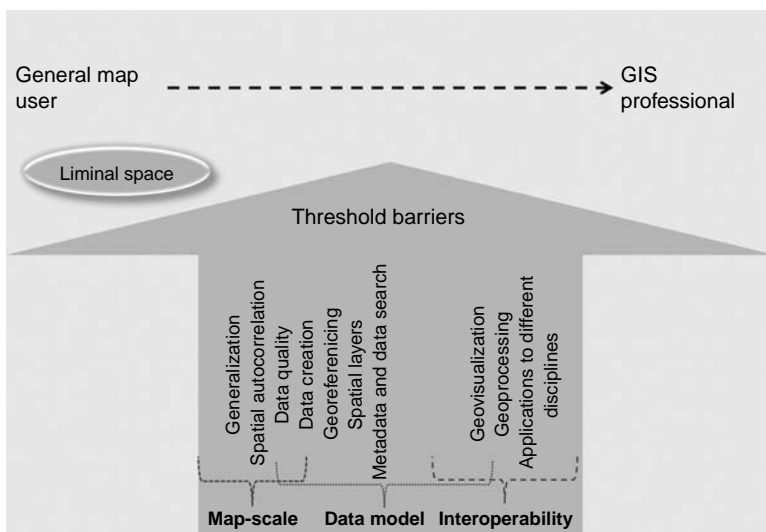 General map
user
GIS
professional
Liminal space
Threshold barriers
Generalization
Spatial autocorrelation
Data quality
Data creation
Georeferenicing
Spatial layers
Metadata and data search
Geovisualization
Geoprocessing
Applications to different
disciplines
Map-scale
Data model
Interoperability